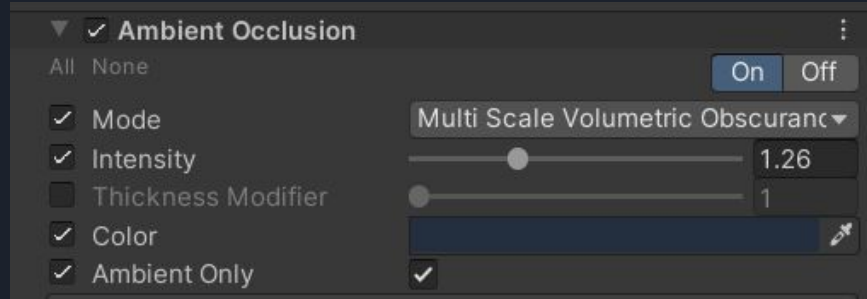 Ambient Occlusion
All None
On Off
Mode Multi Scale Volumetric Obscuranc
Intensity 1.26
Thickness Modifier 1
Color
Ambient Only